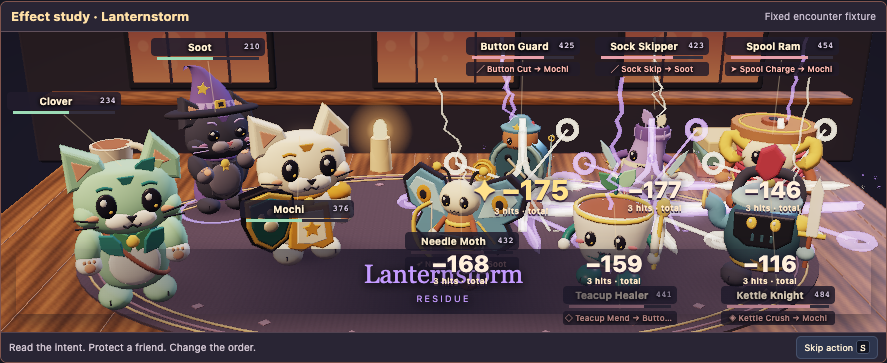 Effect study · Lanternstorm
Fixed encounter fixture
Soot 210
Button Guard 425
Button Cut → Mochi
Sock Skipper 423
Sock Skip → Soot
Spool Ram 454
Spool Charge → Mochi
Clover 234
Mochi 376
–175
3 hits · total
–177
3 hits · total
–146
3 hits · total
Needle Moth 432
–168
3 hits · total
–159
3 hits · total
–116
3 hits · total
Lanternstorm
RESIDUE
Teacup Healer 441
Teacup Mend → Butto...
Kettle Knight 484
Kettle Crush → Mochi
Read the intent. Protect a friend. Change the order.
Skip action S